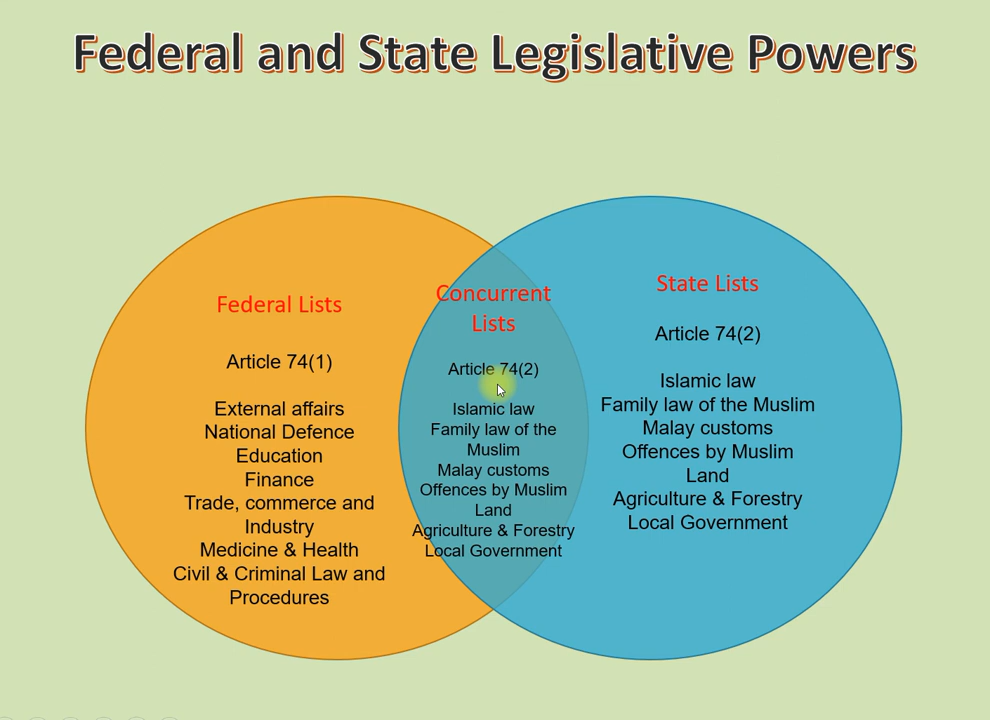 Federal and State Legislative Powers
Federal Lists
Article 74(1)
External affairs
National Defence
Education
Finance
Trade, commerce and
Industry
Medicine & Health
Civil & Criminal Law and
Procedures
Concurrent
Lists
Article 74(2)
Islamic law
Family law of the
Muslim
Malay customs
Offences by Muslim
Land
Agriculture & Forestry
Local Government
State Lists
Article 74(2)
Islamic law
Family law of the Muslim
Malay customs
Offences by Muslim
Land
Agriculture & Forestry
Local Government